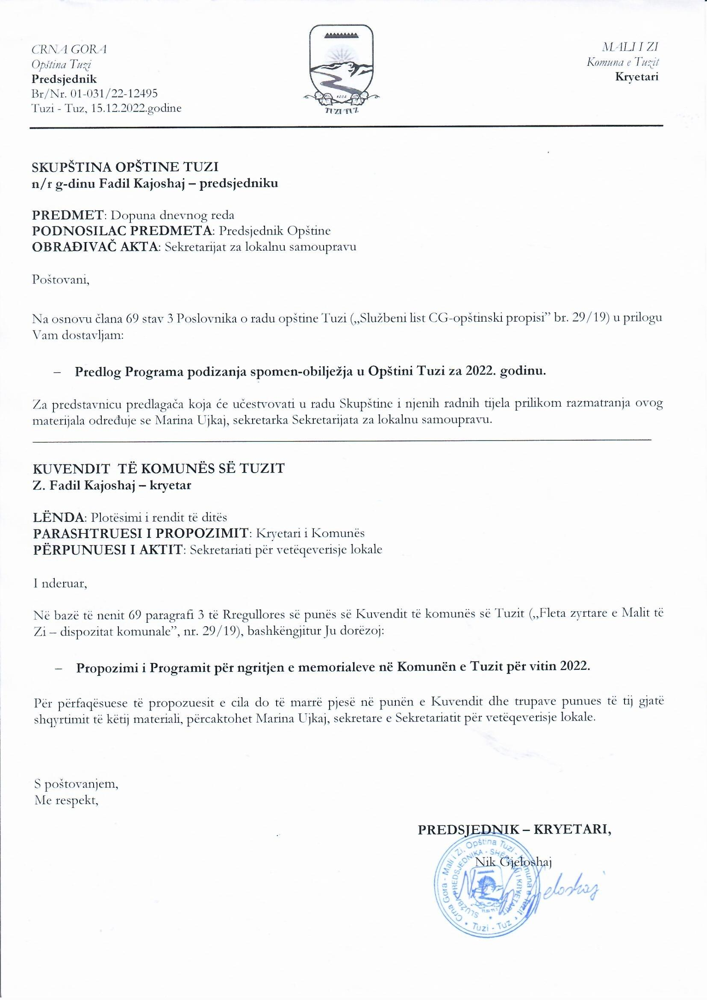 CRNA GORA
Opština Tuzi
Predsjednik
Br/Nr. 01-031/22-12495
Tuzi - Tuz, 15.12.2022.godine
TUZI TUZ
MALI I ZI
Komuna e Tuzit
Kryetari
SKUPŠTINA OPŠTINE TUZI
n/r g-dinu Fadil Kajoshaj – predsjedniku
PREDMET: Dopuna dnevnog reda
PODNOSILAC PREDMETA: Predsjednik Opštine
OBRAĐIVAČ AKTA: Sekretarijat za lokalnu samoupravu
Poštovani,
Na osnovu člana 69 stav 3 Poslovnika o radu opštine Tuzi („Službeni list CG-opštinski propisi” br. 29/19) u prilogu
Vam dostavljam:
– Predlog Programa podizanja spomen-obilježja u Opštini Tuzi za 2022. godinu.
Za predstavnicu predlagača koja će učestvovati u radu Skupštine i njenih radnih tijela prilikom razmatranja ovog
materijala određuje se Marina Ujkaj, sekretarka Sekretarijata za lokalnu samoupravu.
KUVENDIT TË KOMUNËS SË TUZIT
Z. Fadil Kajoshaj – kryetar
LËNDA: Plotësimi i rendit të ditës
PARASHTRUESI I PROPOZIMIT: Kryetari i Komunës
PËRPUNUESI I AKTIT: Sekretariati për vetëqeverisje lokale
I nderuar,
Në bazë të nenit 69 paragrafi 3 të Rregullores së punës së Kuvendit të komunës së Tuzit („Fleta zyrtare e Malit të
Zi – dispozitat komunale”, nr. 29/19), bashkëngjitur Ju dorëzoj:
– Propozimi i Programit për ngritjen e memorialeve në Komunën e Tuzit për vitin 2022.
Për përfaqësuese të propozuesit e cila do të marrë pjesë në punën e Kuvendit dhe trupave punues të tij gjatë
shqyrtimit të këtij materiali, përcaktohet Marina Ujkaj, sekretare e Sekretariatit për vetëqeverisje lokale.
S poštovanjem,
Me respekt,
PREDSJEDNIK – KRYETARI,
Nik Gjeloshaj
Crna Gora - Mali i Zi, Opština Tuzi - Komuna e Tuzit
SLUŽBA PREDSJEDNIKA - SHËRBIMI I KRYETARIT
Tuzi - Tuz